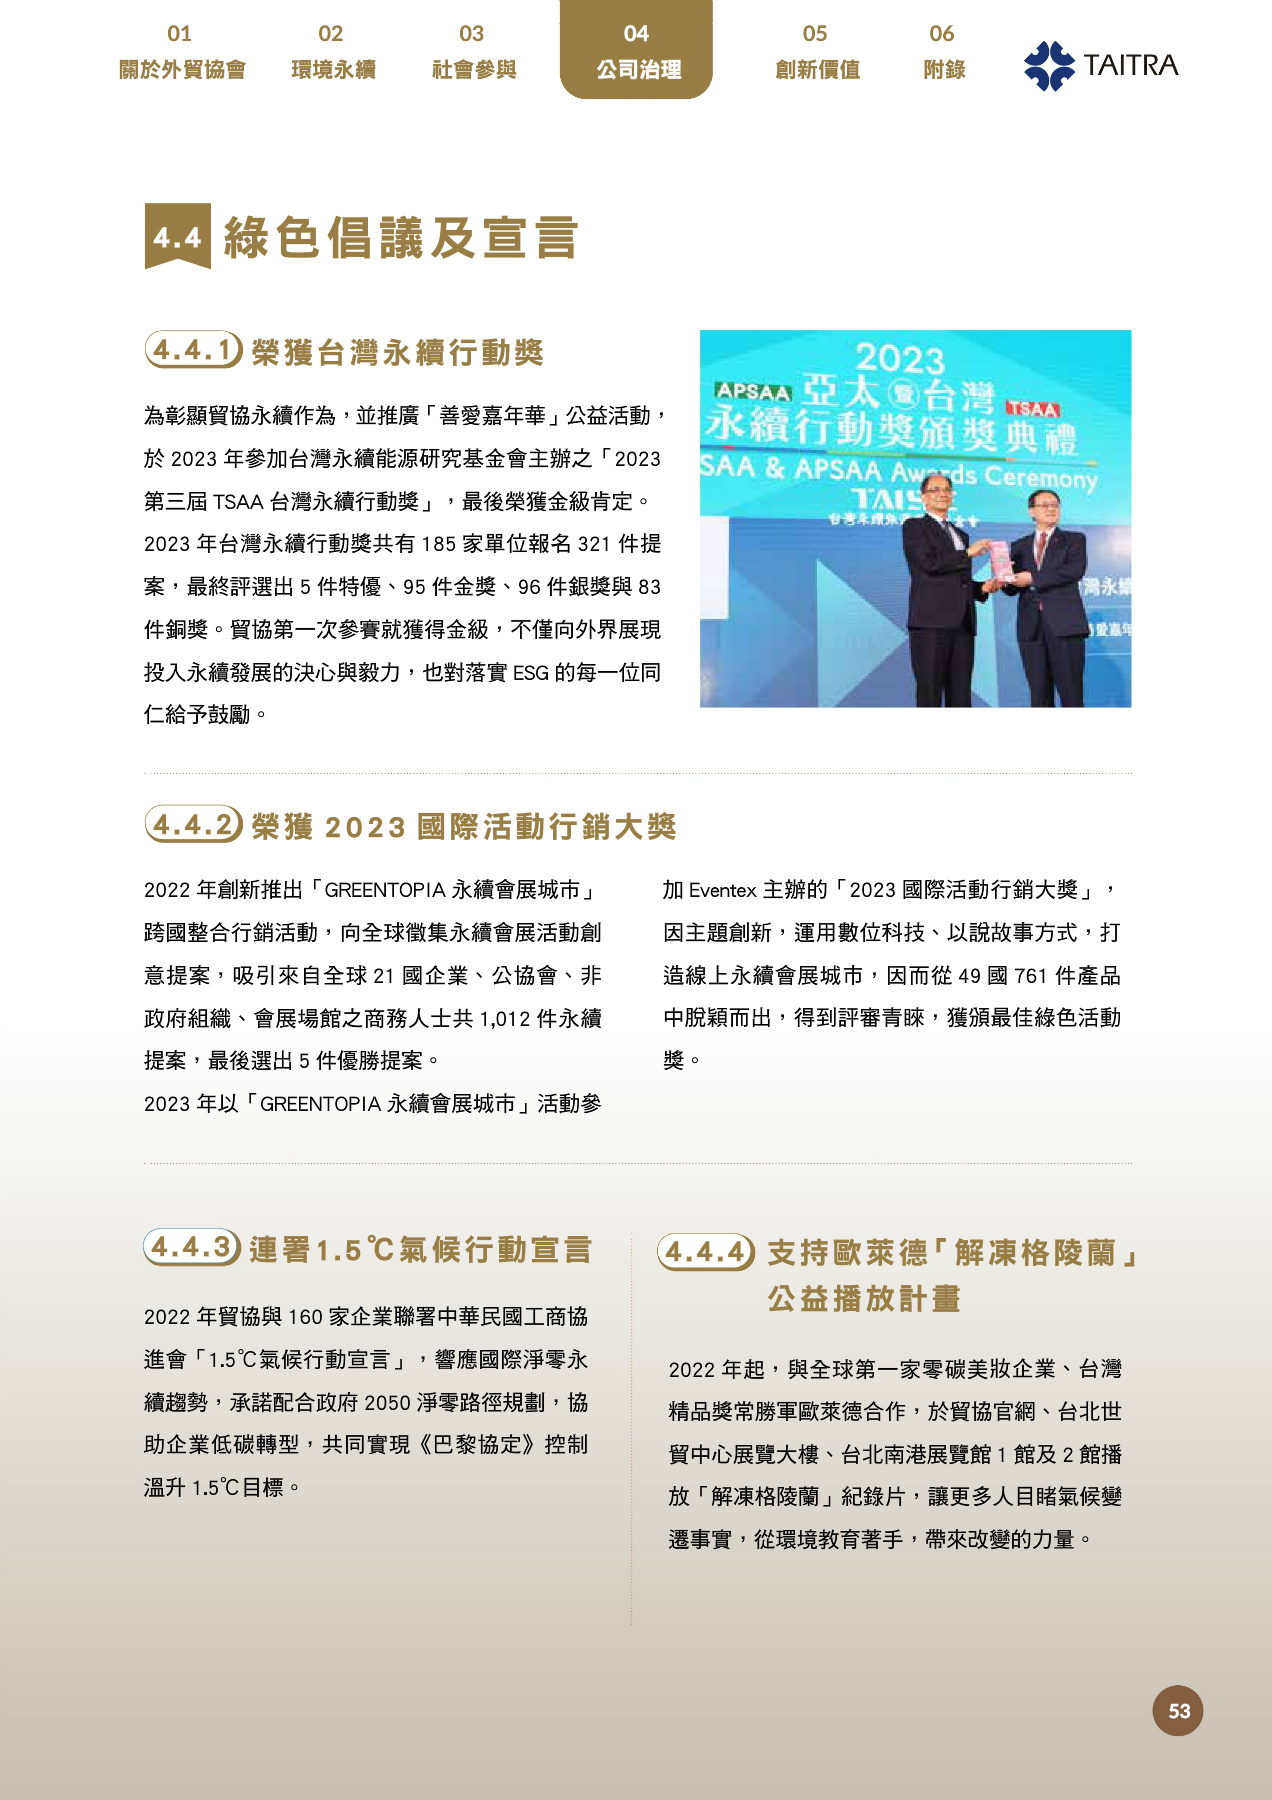 01
關於外貿協會
02
環境永續
03
社會參與
04
公司治理
05
創新價值
06
附錄
TAITRA
4.4 綠色倡議及宣言
4.4.1 榮獲台灣永續行動獎
為彰顯貿協永續作為，並推廣「善愛嘉年華」公益活動，
於 2023 年參加台灣永續能源研究基金會主辦之「2023
第三屆 TSAA 台灣永續行動獎」，最後榮獲金級肯定。
2023 年台灣永續行動獎共有 185 家單位報名 321 件提
案，最終評選出 5 件特優、95 件金獎、96 件銀獎與 83
件銅獎。貿協第一次參賽就獲得金級，不僅向外界展現
投入永續發展的決心與毅力，也對落實 ESG 的每一位同
仁給予鼓勵。
2023
APSAA 亞太暨台灣 TSAA
永續行動獎頒獎典禮
SAA & APSAA Awards Ceremony
灣永續
愛嘉年
4.4.2 榮獲 2023 國際活動行銷大獎
2022 年創新推出「GREENTOPIA 永續會展城市」
跨國整合行銷活動，向全球徵集永續會展活動創
意提案，吸引來自全球 21 國企業、公協會、非
政府組織、會展場館之商務人士共 1,012 件永續
提案，最後選出 5 件優勝提案。
2023 年以「GREENTOPIA 永續會展城市」活動參
加 Eventex 主辦的「2023 國際活動行銷大獎」，
因主題創新，運用數位科技、以說故事方式，打
造線上永續會展城市，因而從 49 國 761 件產品
中脫穎而出，得到評審青睞，獲頒最佳綠色活動
獎。
4.4.3 連署1.5℃氣候行動宣言
2022 年貿協與 160 家企業聯署中華民國工商協
進會「1.5℃氣候行動宣言」，響應國際淨零永
續趨勢，承諾配合政府 2050 淨零路徑規劃，協
助企業低碳轉型，共同實現《巴黎協定》控制
溫升 1.5℃目標。
4.4.4 支持歐萊德「解凍格陵蘭」
公益播放計畫
2022 年起，與全球第一家零碳美妝企業、台灣
精品獎常勝軍歐萊德合作，於貿協官網、台北世
貿中心展覽大樓、台北南港展覽館 1 館及 2 館播
放「解凍格陵蘭」紀錄片，讓更多人目睹氣候變
遷事實，從環境教育著手，帶來改變的力量。
53